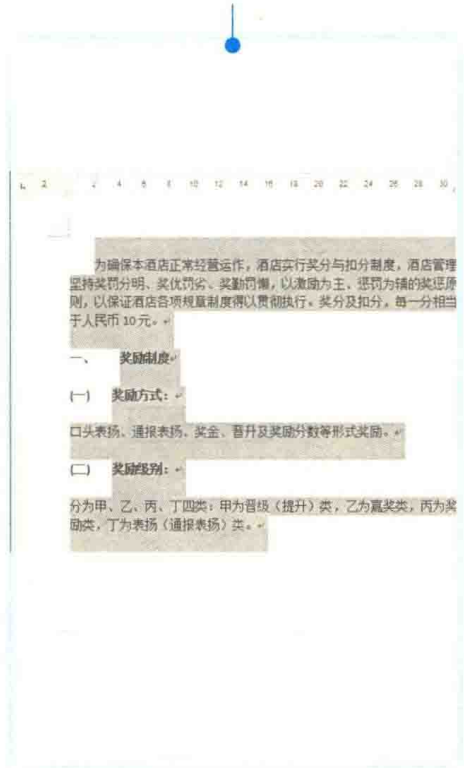 L 2 2 4 6 8 10 12 14 16 18 20 22 24 26 28 30
为确保本酒店正常经营运作，酒店实行奖分与扣分制度，酒店管理
坚持奖罚分明、奖优罚劣、奖勤罚懒，以激励为主、惩罚为辅的奖惩原
则，以保证酒店各项规章制度得以贯彻执行。奖分及扣分，每一分相当
于人民币 10 元。
一、 奖励制度
(一) 奖励方式：
口头表扬、通报表扬、奖金、晋升及奖励分数等形式奖励。
(二) 奖励级别：
分为甲、乙、丙、丁四类：甲为晋级（提升）类，乙为嘉奖类，丙为奖
励类，丁为表扬（通报表扬）类。